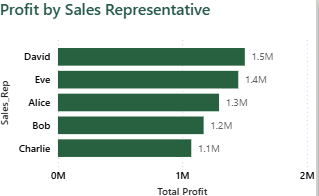 Profit by Sales Representative
David 1.5M
Eve 1.4M
Alice 1.3M
Bob 1.2M
Charlie 1.1M
Sales_Rep
0M 1M 2M
Total Profit